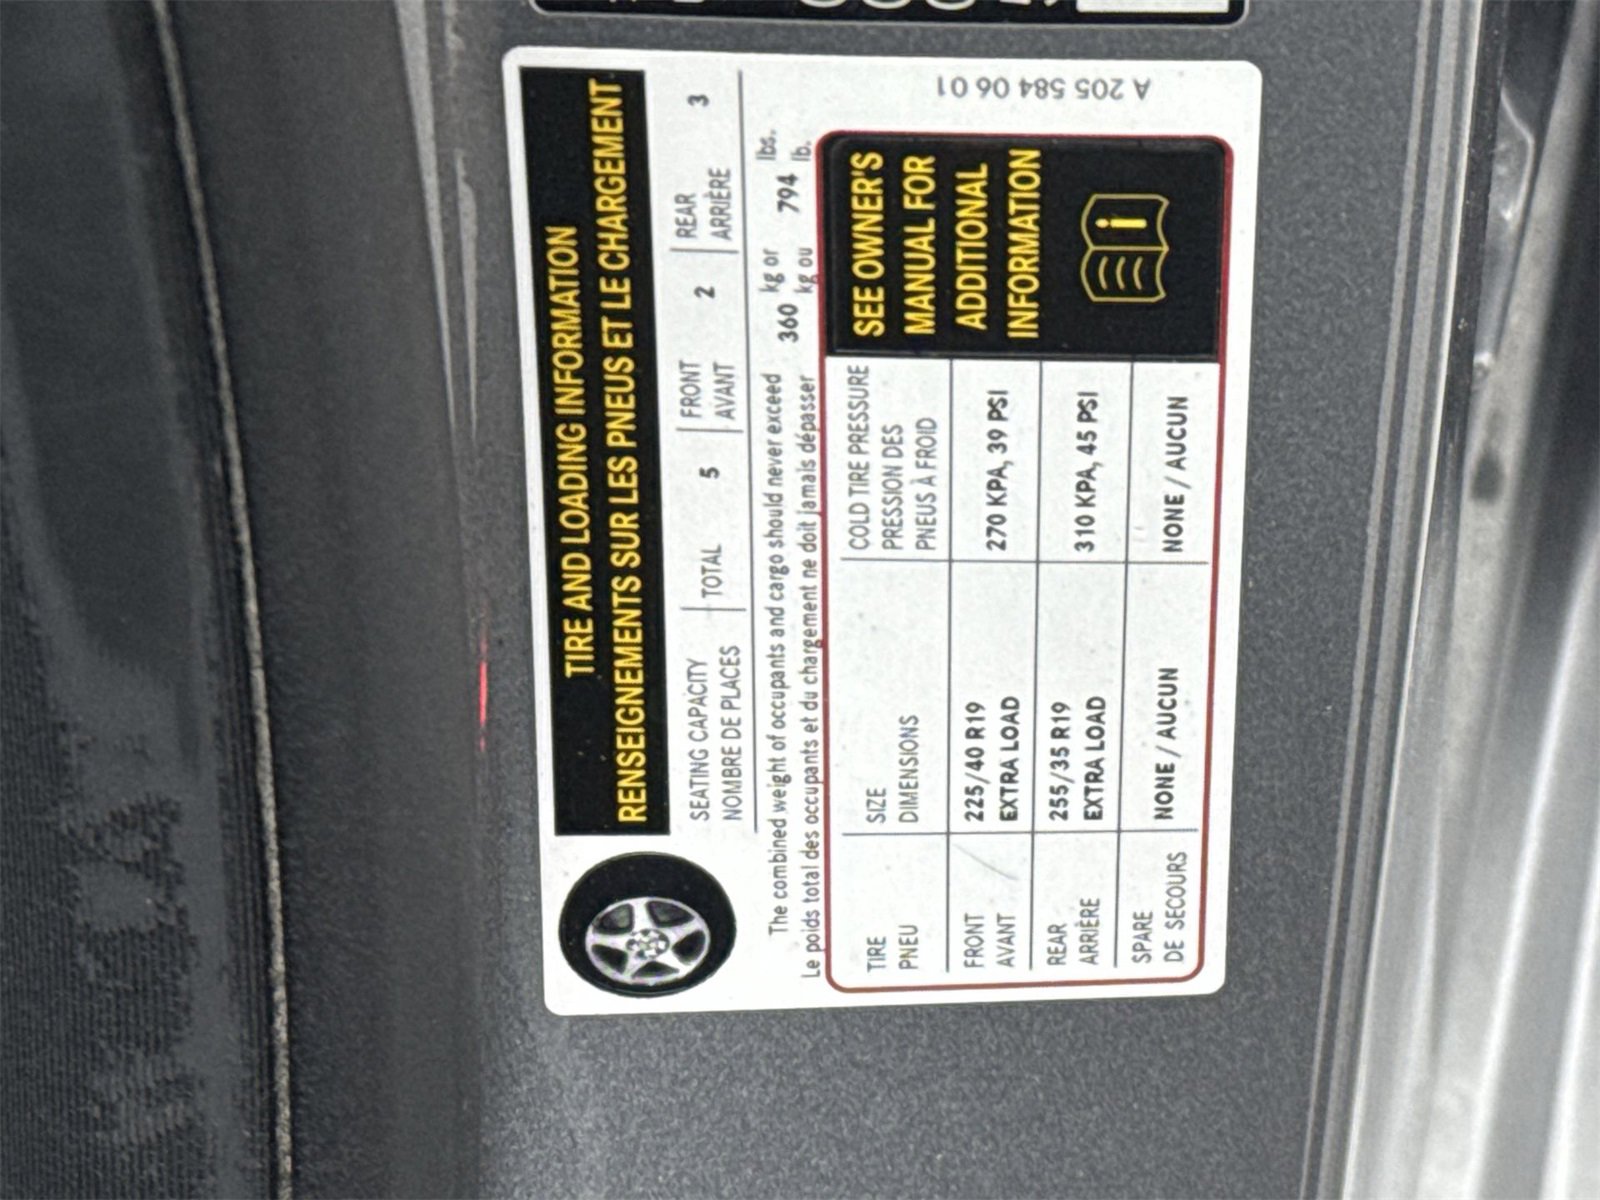 TIRE AND LOADING INFORMATION
RENSEIGNEMENTS SUR LES PNEUS ET LE CHARGEMENT
SEATING CAPACITY
NOMBRE DE PLACES
TOTAL 5
FRONT
AVANT
2
REAR
ARRIÈRE
3
The combined weight of occupants and cargo should never exceed
Le poids total des occupants et du chargement ne doit jamais dépasser
360
kg or
kg ou
794
lbs.
lb.
TIRE
PNEU
SIZE
DIMENSIONS
COLD TIRE PRESSURE
PRESSION DES
PNEUS À FROID
FRONT
AVANT
225/40 R19
EXTRA LOAD
270 KPA, 39 PSI
REAR
ARRIÈRE
255/35 R19
EXTRA LOAD
310 KPA, 45 PSI
SPARE
DE SECOURS
NONE / AUCUN
NONE / AUCUN
SEE OWNER'S
MANUAL FOR
ADDITIONAL
INFORMATION
i
A 205 584 06 01